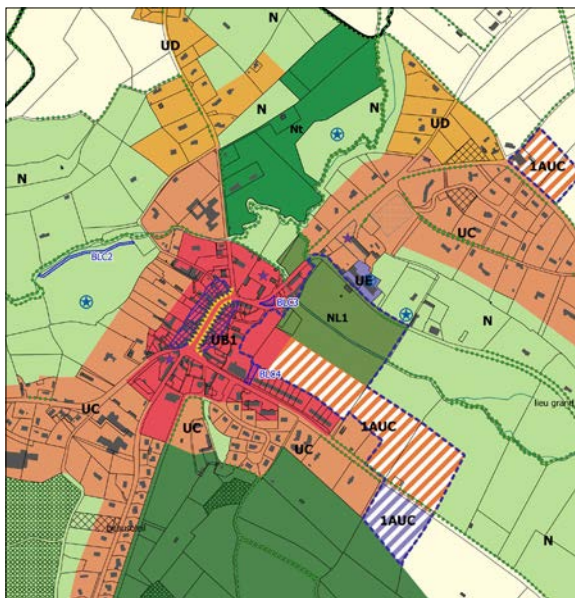 UD
N
N
Nt
UD
1AUC
N
UC
BLC2
UE
BLC3
NL1
N
UB1
BLC4
lieu grand
UC
1AUC
UC
UC
1AUC
N